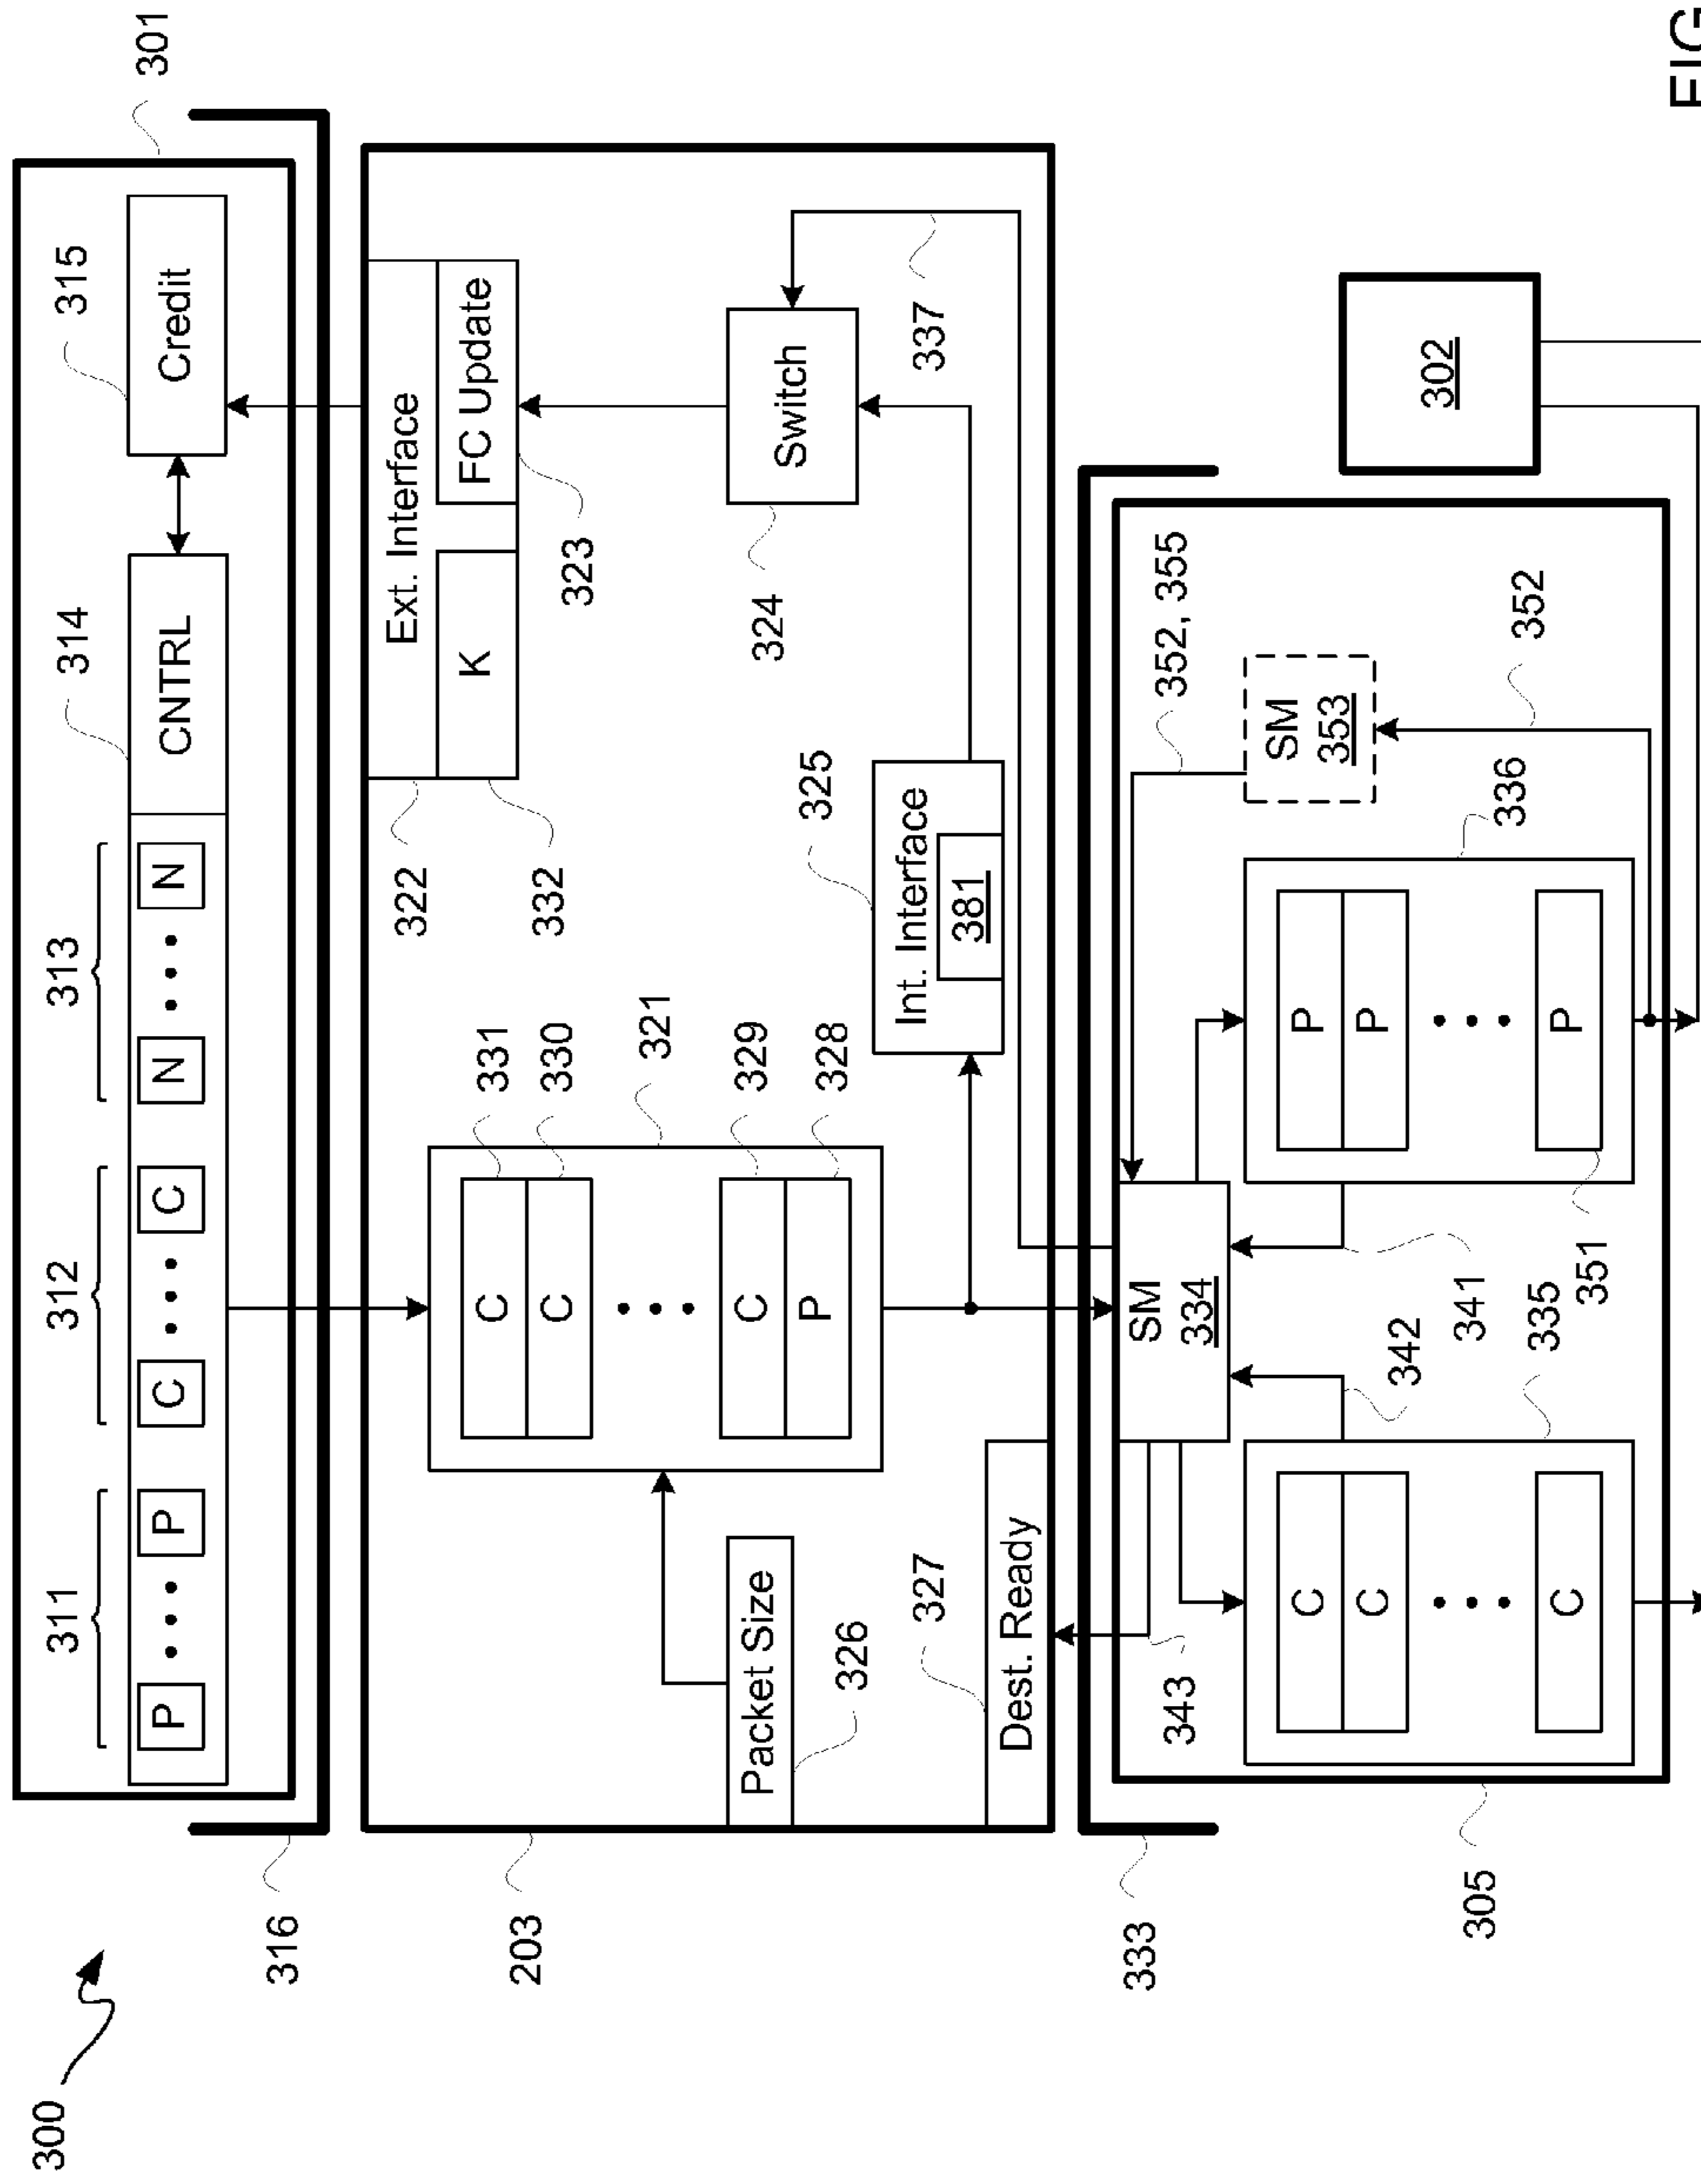 300
301
311
312
313
314
315
P
P
C
C
N
N
CNTRL
Credit
316
203
Ext. Interface
K
FC Update
322
332
323
321
331
330
329
328
C
C
C
P
Packet Size
326
Switch
324
337
Int. Interface
381
325
Dest. Ready
327
333
SM
334
343
342
341
352, 355
SM
353
352
302
335
336
351
C
C
C
P
P
P
305